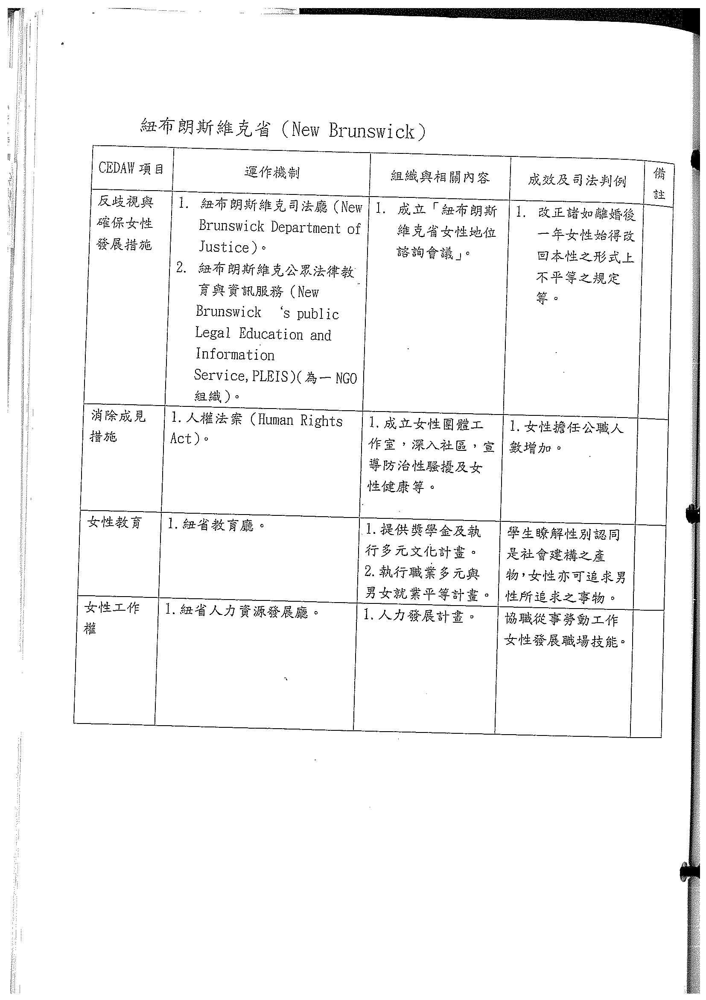 紐布朗斯維克省（New Brunswick）
CEDAW 項目
運作機制
組織與相關內容
成效及司法判例
備
註
反歧視與
確保女性
發展措施
1. 紐布朗斯維克司法廳（New
Brunswick Department of
Justice)。
2. 紐布朗斯維克公眾法律教
育與資訊服務（New
Brunswick ‘s public
Legal Education and
Information
Service,PLEIS)(為一 NGO
組織)。
1. 成立「紐布朗斯
維克省女性地位
諮詢會議」。
1. 改正諸如離婚後
一年女性始得改
回本性之形式上
不平等之規定
等。
消除成見
措施
1.人權法案（Human Rights
Act)。
1.成立女性團體工
作室，深入社區，宣
導防治性騷擾及女
性健康等。
1.女性擔任公職人
數增加。
女性教育
1.紐省教育廳。
1.提供獎學金及執
行多元文化計畫。
2.執行職業多元與
男女就業平等計畫。
學生瞭解性別認同
是社會建構之產
物，女性亦可追求男
性所追求之事物。
女性工作
權
1.紐省人力資源發展廳。
1.人力發展計畫。
協職從事勞動工作
女性發展職場技能。